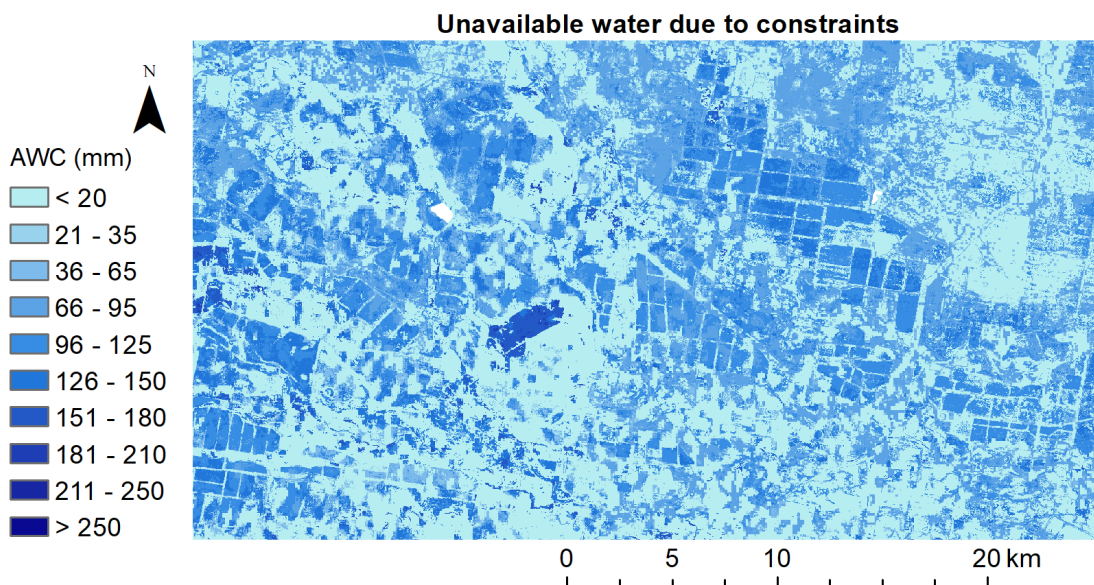 Unavailable water due to constraints
N
AWC (mm)
< 20
21 - 35
36 - 65
66 - 95
96 - 125
126 - 150
151 - 180
181 - 210
211 - 250
> 250
0 5 10 20 km